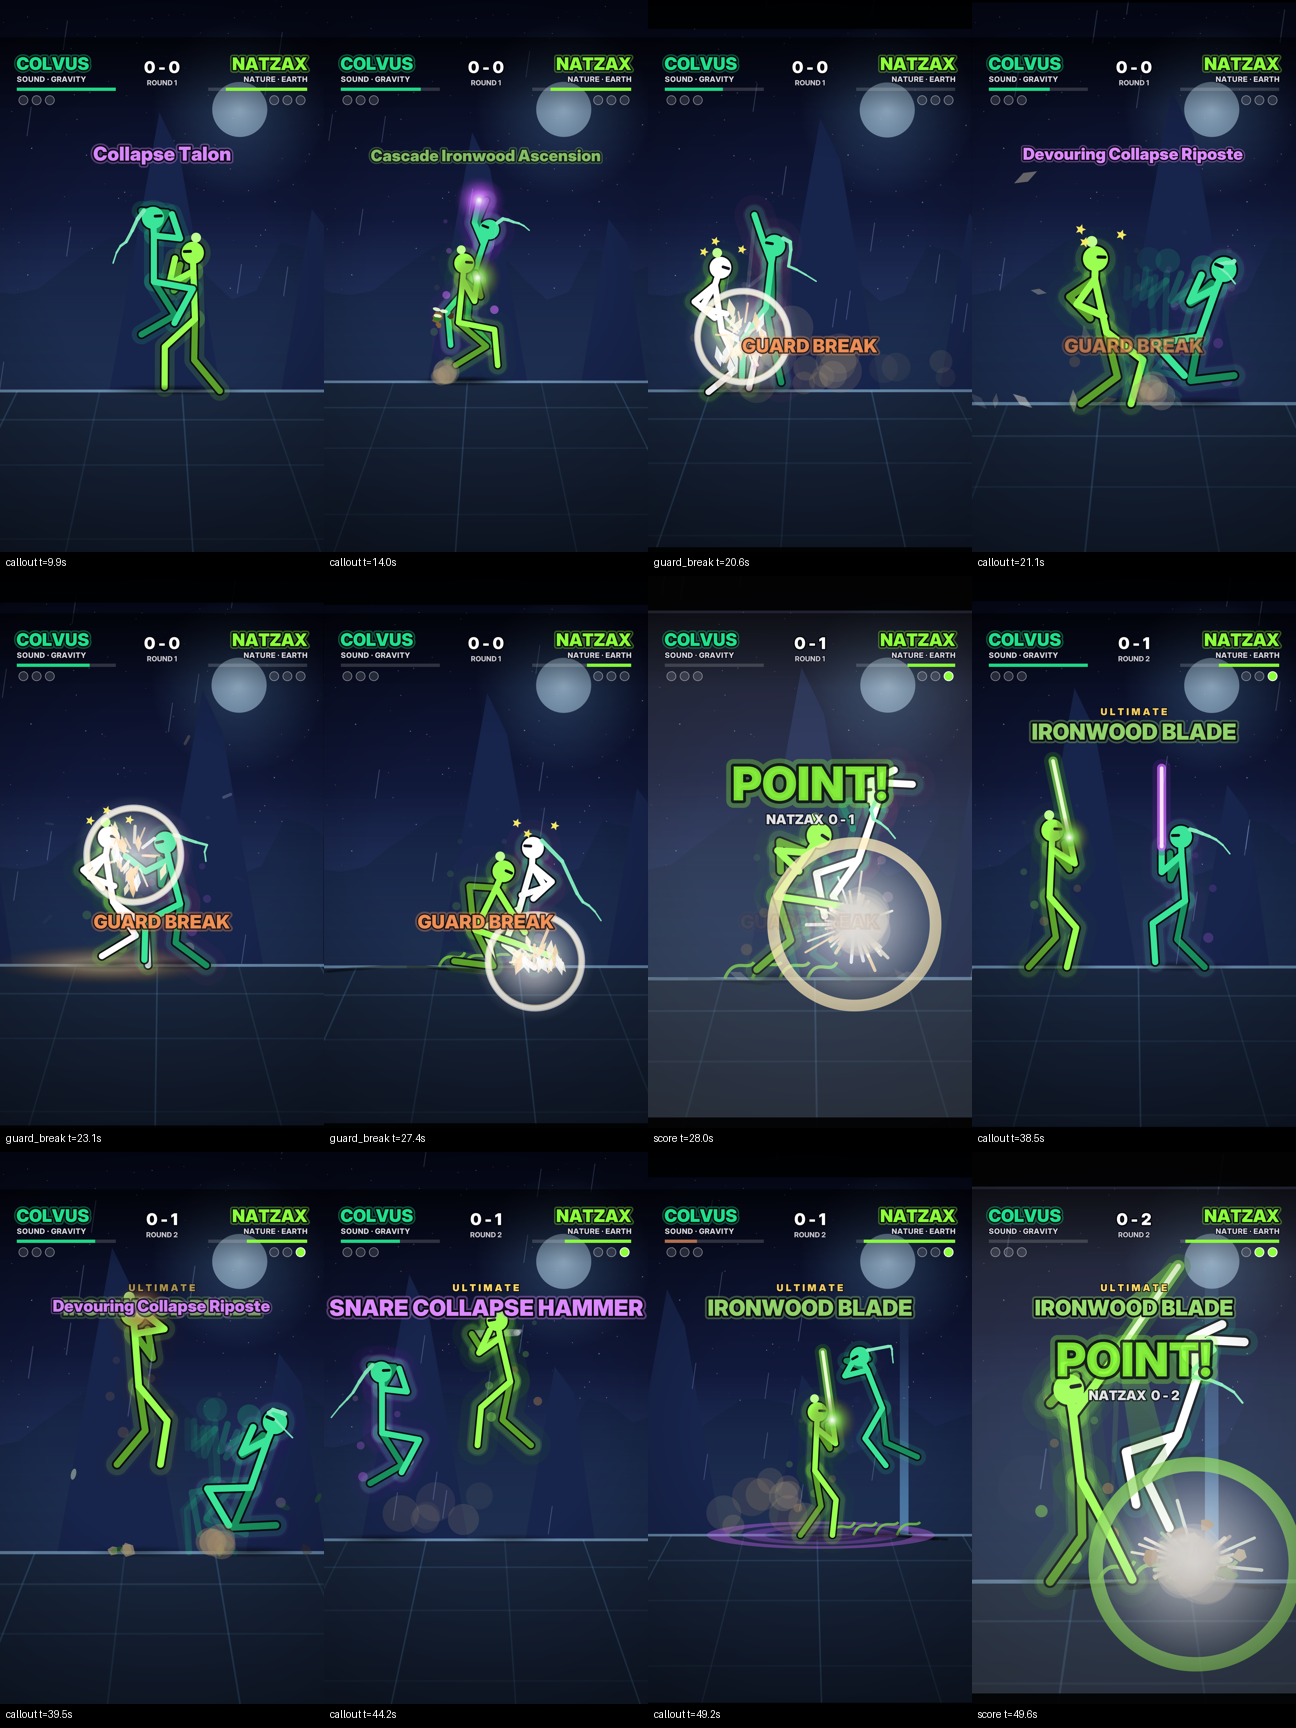 COLVUS
SOUND · GRAVITY
0 - 0
ROUND 1
NATZAX
NATURE · EARTH
Collapse Talon
callout t=9.9s
COLVUS
SOUND · GRAVITY
0 - 0
ROUND 1
NATZAX
NATURE · EARTH
Cascade Ironwood Ascension
callout t=14.0s
COLVUS
SOUND · GRAVITY
0 - 0
ROUND 1
NATZAX
NATURE · EARTH
GUARD BREAK
guard_break t=20.6s
COLVUS
SOUND · GRAVITY
0 - 0
ROUND 1
NATZAX
NATURE · EARTH
Devouring Collapse Riposte
GUARD BREAK
callout t=21.1s
COLVUS
SOUND · GRAVITY
0 - 0
ROUND 1
NATZAX
NATURE · EARTH
GUARD BREAK
guard_break t=23.1s
COLVUS
SOUND · GRAVITY
0 - 0
ROUND 1
NATZAX
NATURE · EARTH
GUARD BREAK
guard_break t=27.4s
COLVUS
SOUND · GRAVITY
0 - 1
ROUND 1
NATZAX
NATURE · EARTH
POINT!
NATZAX 0 - 1
score t=28.0s
COLVUS
SOUND · GRAVITY
0 - 1
ROUND 2
NATZAX
NATURE · EARTH
ULTIMATE
IRONWOOD BLADE
callout t=38.5s
COLVUS
SOUND · GRAVITY
0 - 1
ROUND 2
NATZAX
NATURE · EARTH
ULTIMATE
Devouring Collapse Riposte
callout t=39.5s
COLVUS
SOUND · GRAVITY
0 - 1
ROUND 2
NATZAX
NATURE · EARTH
ULTIMATE
SNARE COLLAPSE HAMMER
callout t=44.2s
COLVUS
SOUND · GRAVITY
0 - 1
ROUND 2
NATZAX
NATURE · EARTH
ULTIMATE
IRONWOOD BLADE
callout t=49.2s
COLVUS
SOUND · GRAVITY
0 - 2
ROUND 2
NATZAX
NATURE · EARTH
ULTIMATE
IRONWOOD BLADE
POINT!
NATZAX 0 - 2
score t=49.6s